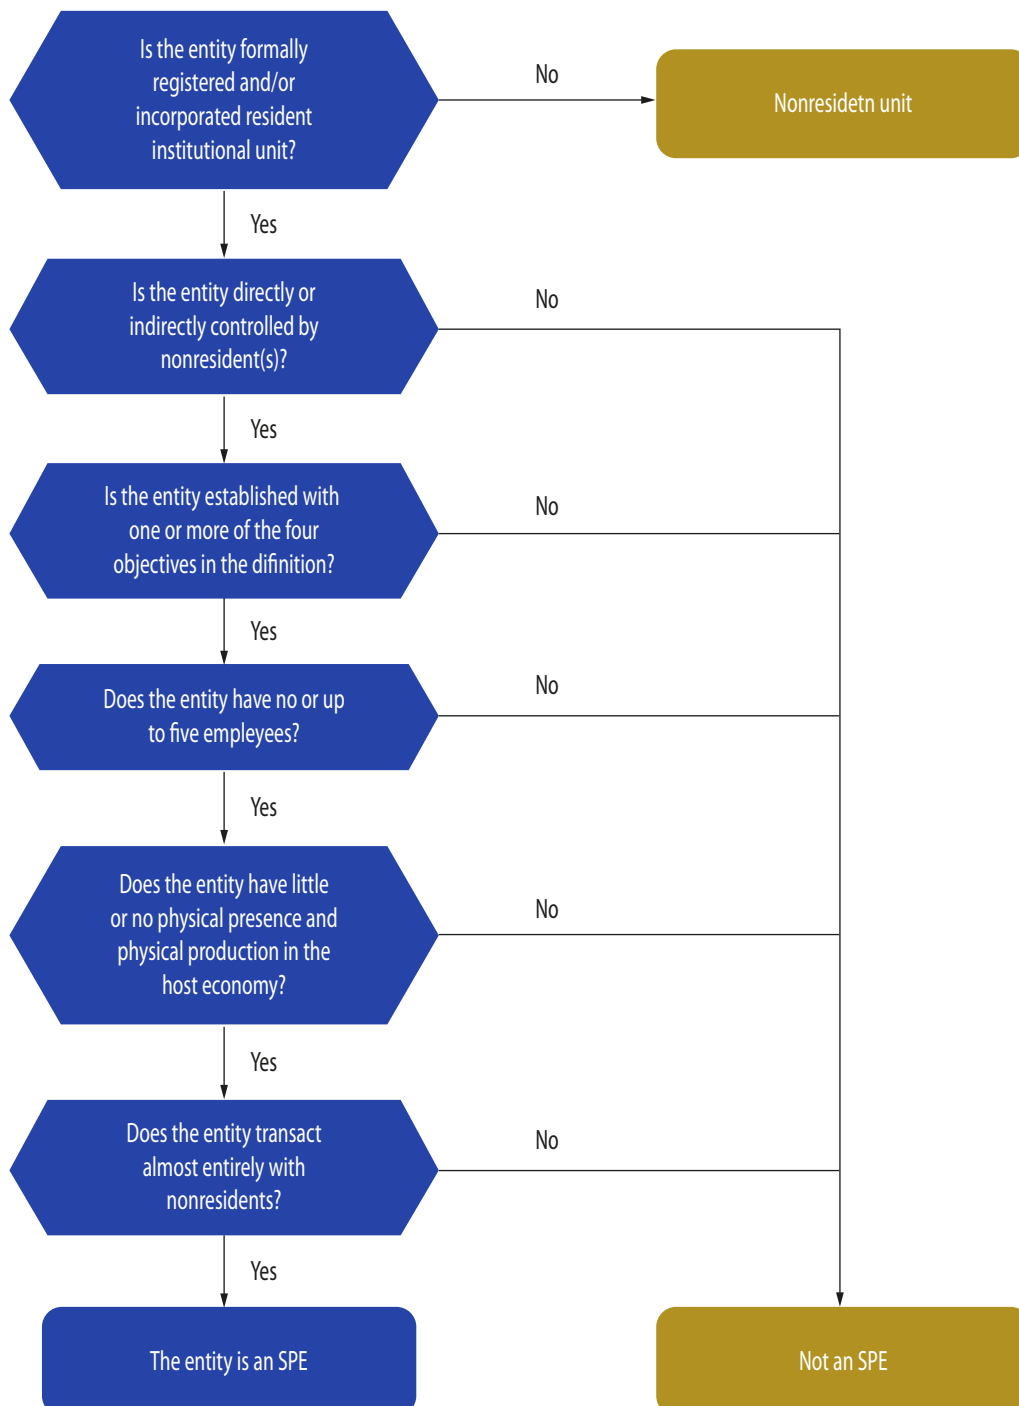 Is the entity formally
registered and/or
incorporated resident
institutional unit?
No
Nonresidetn unit
Yes
Is the entity directly or
indirectly controlled by
nonresident(s)?
No
Yes
Is the entity established with
one or more of the four
objectives in the difinition?
No
Yes
Does the entity have no or up
to five empleyees?
No
Yes
Does the entity have little
or no physical presence and
physical production in the
host economy?
No
Yes
Does the entity transact
almost entirely with
nonresidents?
No
Yes
The entity is an SPE
Not an SPE